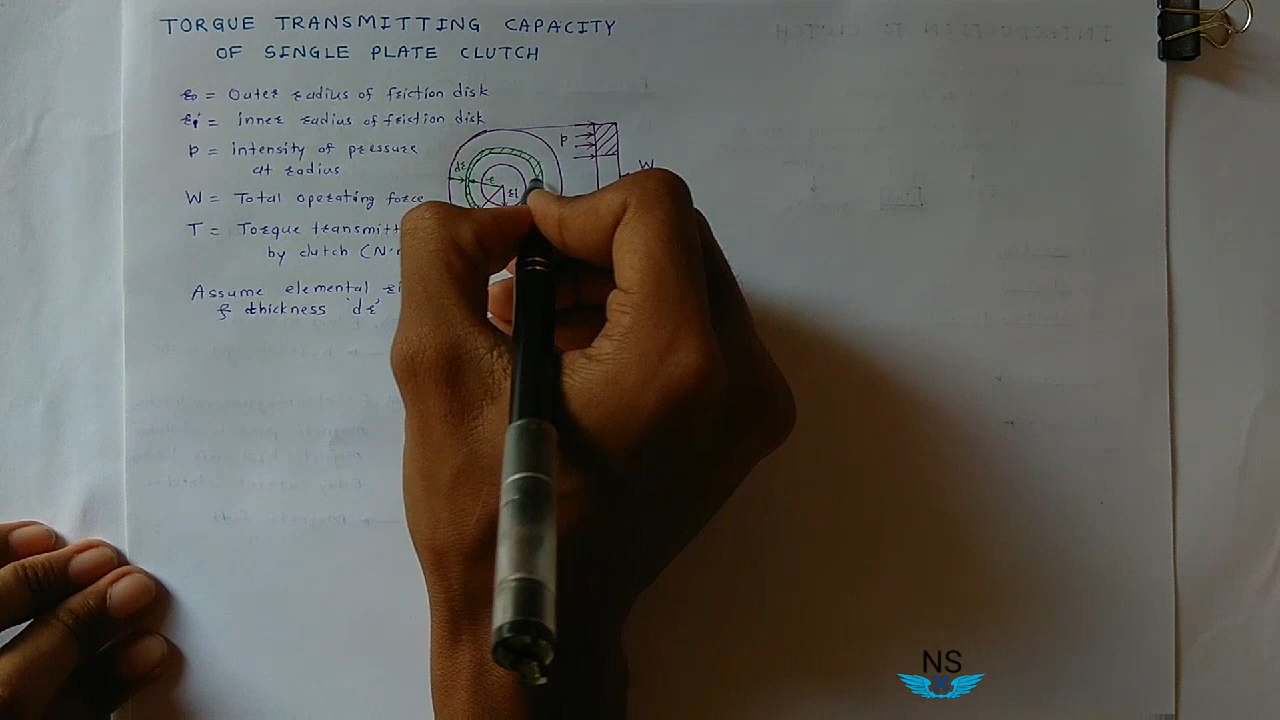 TORQUE TRANSMITTING CAPACITY
OF SINGLE PLATE CLUTCH
ro = Outer radius of friction disk
ri = inner radius of friction disk
p = intensity of pressure
at radius
W = Total operating force
T = Torque transmitt
by clutch (N
Assume elemental
& thickness 'dr'
p
W
dr
r
ri
NS